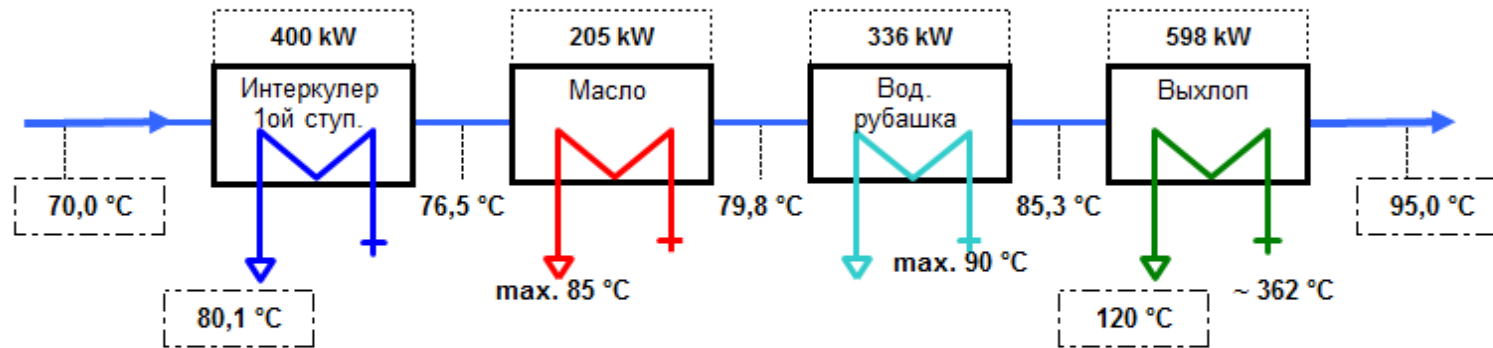 400 kW
205 kW
336 kW
598 kW
Интеркулер
1ой ступ.
Масло
Вод.
рубашка
Выхлоп
70,0 °C
76,5 °C
79,8 °C
85,3 °C
95,0 °C
80,1 °C
max. 85 °C
max. 90 °C
120 °C
~ 362 °C